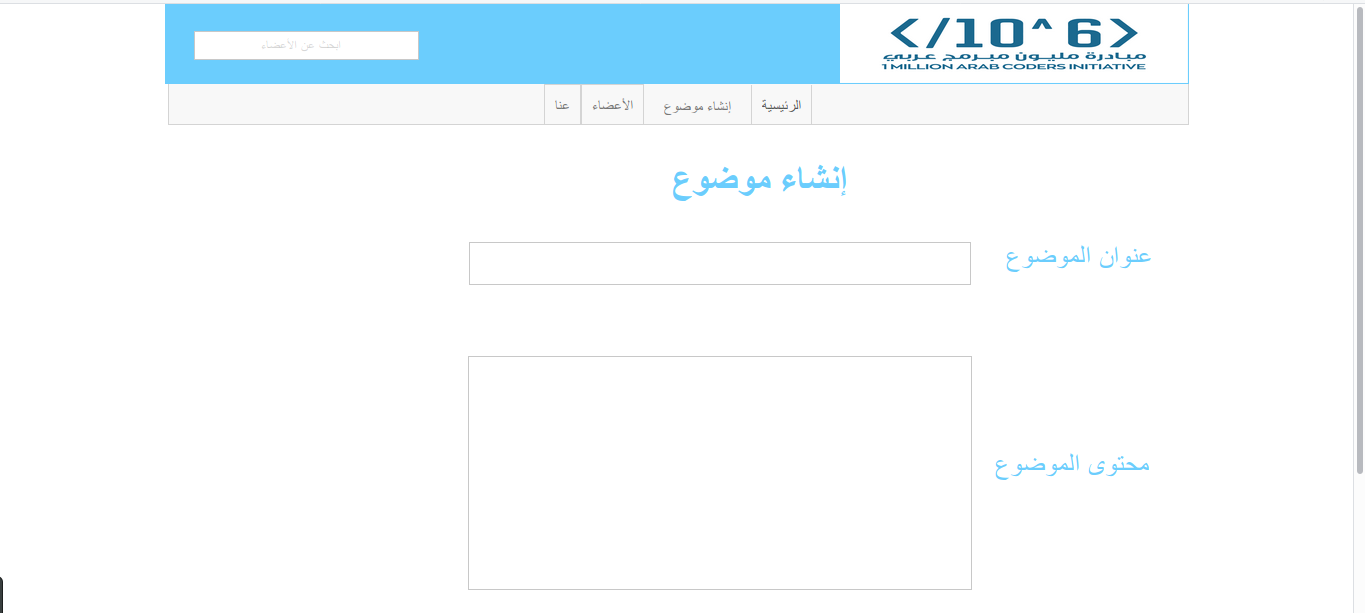 </10^6>
مبادرة مليون مبرمج عربي
1 MILLION ARAB CODERS INITIATIVE
ابحث عن الاعضاء
الرئيسية
إنشاء موضوع
الأعضاء
عنا
إنشاء موضوع
عنوان الموضوع
محتوى الموضوع